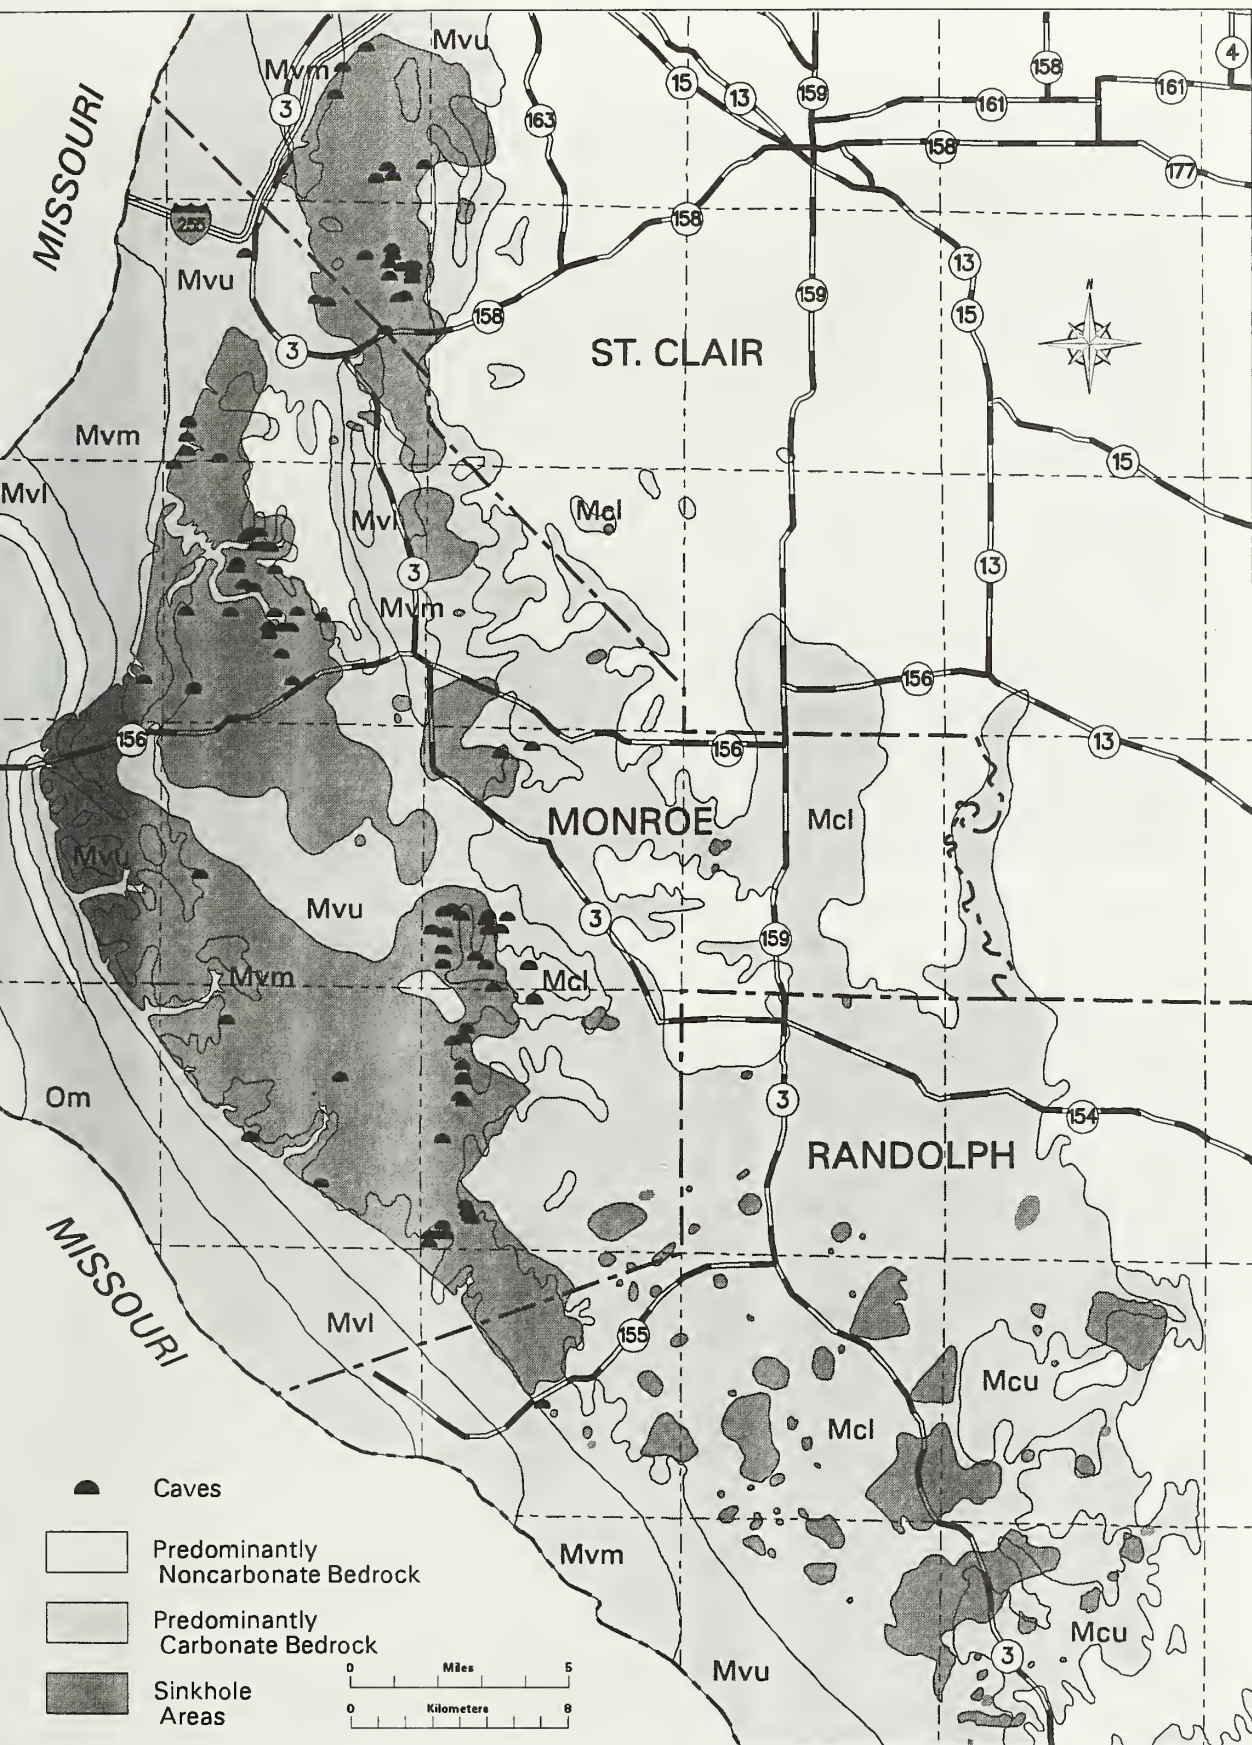 Mvu
Mvm
15
13
159
158
4
161
161
3
163
158
177
MISSOURI
255
158
13
Mvu
159
15
158
3
ST. CLAIR
N
Mvm
15
Mvl
Mvl
Mcl
3
13
Mvm
156
156
156
13
MONROE
Mcl
Mvu
Mvu
3
159
Mvm
Mcl
Om
3
154
RANDOLPH
MISSOURI
Mvl
155
Mcu
Mcl
Caves
Predominantly
Noncarbonate Bedrock
Mvm
Predominantly
Carbonate Bedrock
Mcu
3
Mvu
Sinkhole
Areas
0 Miles 5
0 Kilometers 8